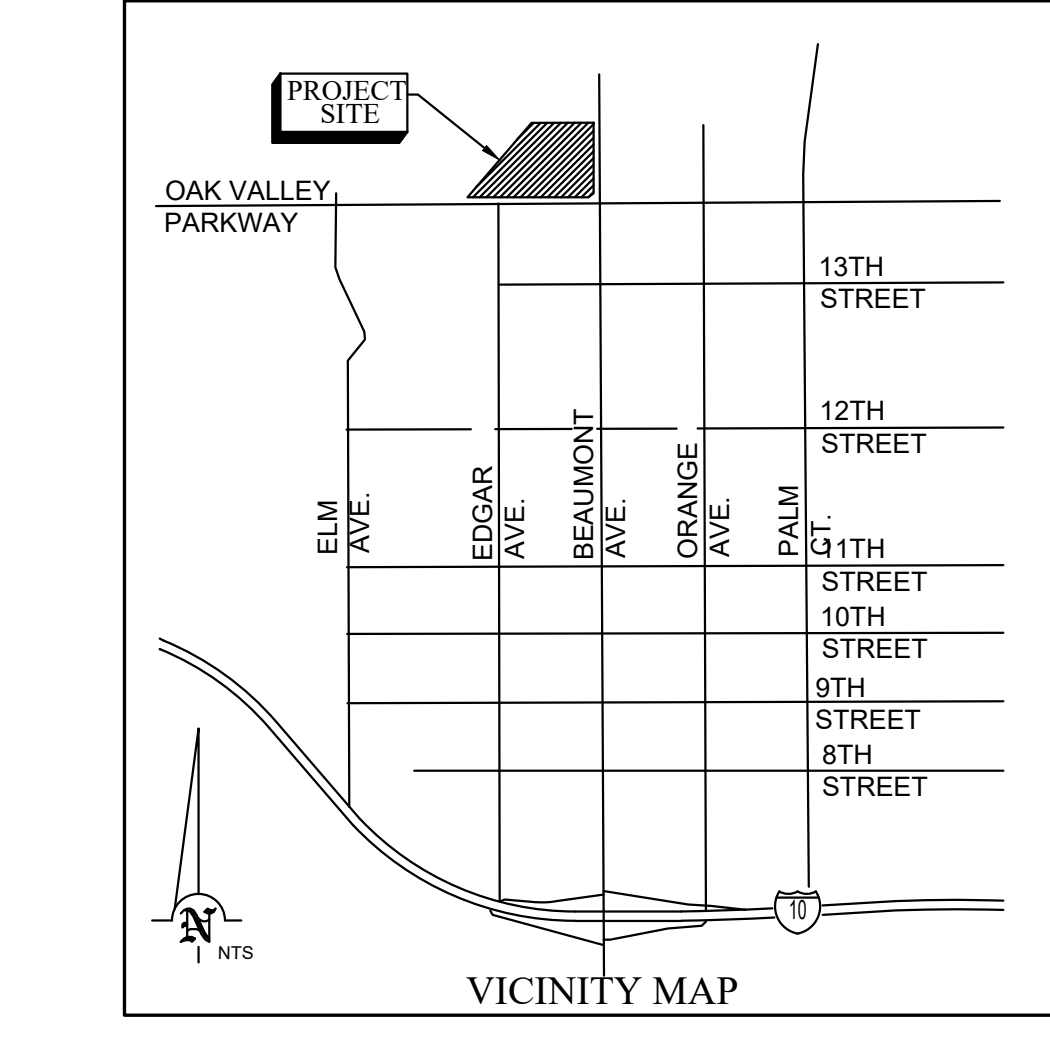 PROJECT
SITE
OAK VALLEY
PARKWAY
13TH
STREET
12TH
STREET
ELM
AVE.
EDGAR
AVE.
BEAUMONT
AVE.
ORANGE
AVE.
PALM
CT.
11TH
STREET
10TH
STREET
9TH
STREET
8TH
STREET
10
N
NTS
VICINITY MAP